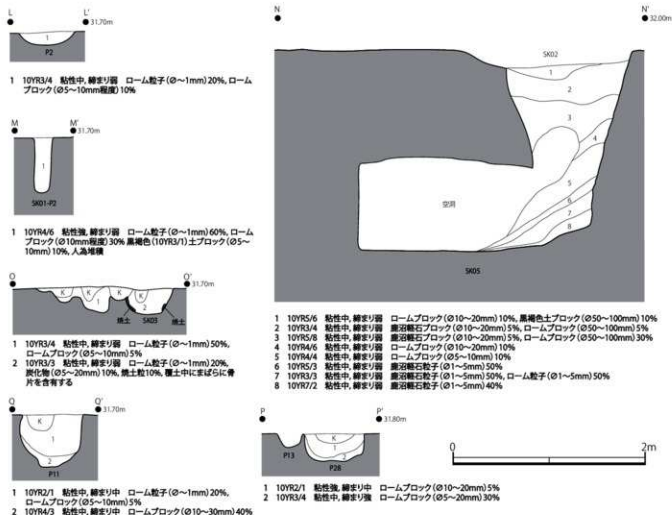 L L'
31.70m
1
P2
1 10YR3/4 粘性中, 締まり弱 ローム粒子(∅～1mm)20%, ローム
ブロック(∅5～10mm程度)10%
M M'
31.70m
1
SK01-P2
1 10YR4/6 粘性強, 締まり弱 ローム粒子(∅～1mm)60%, ローム
ブロック(∅10mm程度)30% 黒褐色(10YR3/1)土ブロック(∅5～
10mm)10%, 人為堆積
O O'
31.70m
K K K K
1 2
焼土 SK03 焼土
1 10YR3/4 粘性中, 締まり弱 ローム粒子(∅～1mm)50%,
ロームブロック(∅5～10mm)5%
2 10YR3/3 粘性中, 締まり弱 ローム粒子(∅～1mm)20%,
炭化物(∅5～20mm)10%, 焼土粒10%, 覆土中にまばらに骨
片を含有する
Q Q'
31.70m
K
1
2
P11
1 10YR2/1 粘性中, 締まり中 ローム粒子(∅～1mm)20%,
ロームブロック(∅5～10mm)5%
2 10YR4/3 粘性中, 締まり中 ロームブロック(∅10～30mm)40%
N N'
32.00m
SK02
1
2
3
4
空洞
5
6
7
8
SK05
1 10YR5/6 粘性中, 締まり弱 ロームブロック(∅10～20mm)10%, 黒褐色土ブロック(∅50～100mm)10%
2 10YR3/4 粘性中, 締まり弱 鹿沼軽石ブロック(∅10～20mm)5%, ロームブロック(∅50～100mm)5%
3 10YR5/8 粘性中, 締まり弱 鹿沼軽石ブロック(∅10～20mm)5%, ロームブロック(∅50～100mm)30%
4 10YR4/6 粘性中, 締まり弱 ロームブロック(∅10～20mm)10%
5 10YR4/4 粘性中, 締まり弱 ロームブロック(∅5～10mm)10%
6 10YR5/3 粘性中, 締まり弱 鹿沼軽石粒子(∅1～5mm)50%
7 10YR3/3 粘性中, 締まり弱 鹿沼軽石粒子(∅1～5mm)50%, ローム粒子(∅1～5mm)50%
8 10YR7/2 粘性中, 締まり弱 鹿沼軽石粒子(∅1～5mm)40%
P P'
31.80m
K
1
2
P13 P28
1 10YR2/1 粘性強, 締まり中 ロームブロック(∅10～20mm)5%
2 10YR3/4 粘性中, 締まり強 ロームブロック(∅5～20mm)30%
0 2m